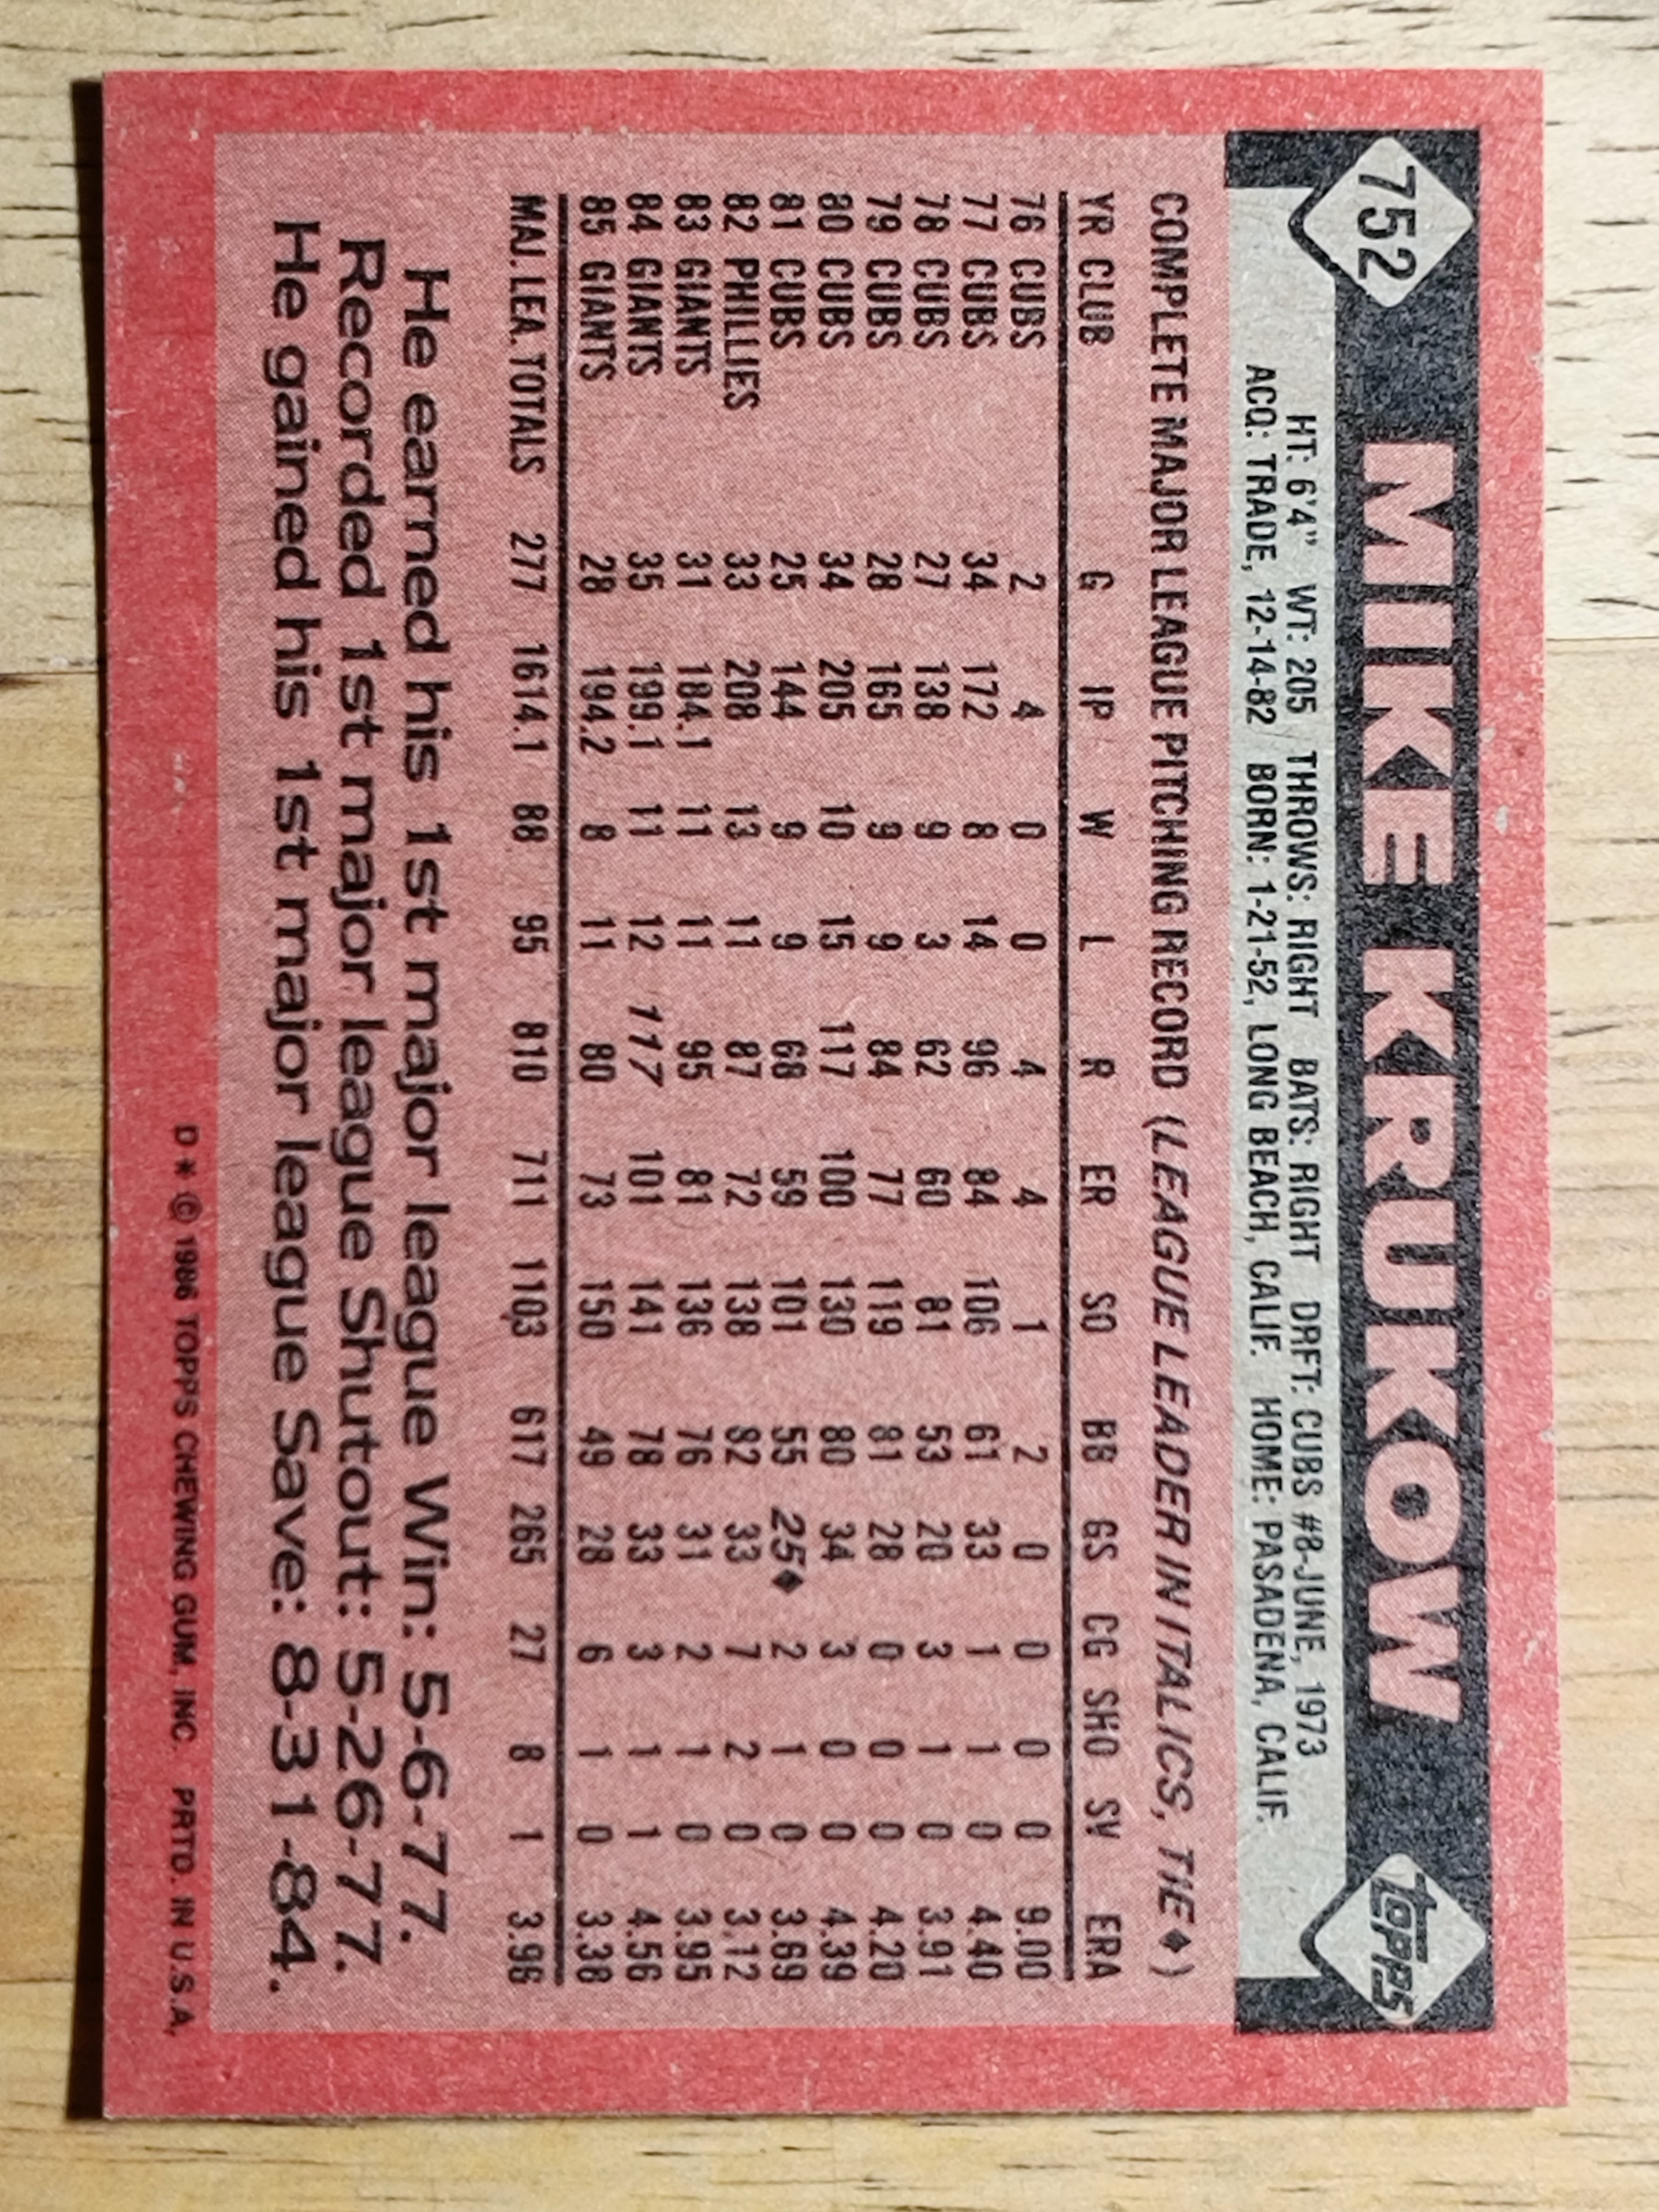 752 MIKE KRUKOW topps
HT: 6'4" WT: 205 THROWS: RIGHT BATS: RIGHT DRFT: CUBS #8-JUNE, 1973
ACQ: TRADE, 12-14-82 BORN: 1-21-52, LONG BEACH, CALIF. HOME: PASADENA, CALIF.
COMPLETE MAJOR LEAGUE PITCHING RECORD (LEAGUE LEADER IN ITALICS, TIE♦)
YR CLUB G IP W L R ER SO BB GS CG SHO SV ERA
76 CUBS 2 4 0 0 4 4 1 2 0 0 0 0 9.00
77 CUBS 34 172 8 14 96 84 106 61 33 1 1 0 4.40
78 CUBS 27 138 9 3 62 60 81 53 20 3 1 0 3.91
79 CUBS 28 165 9 9 84 77 119 81 28 0 0 0 4.20
80 CUBS 34 205 10 15 117 100 130 80 34 3 0 0 4.39
81 CUBS 25 144 9 9 68 59 101 55 25♦ 2 1 0 3.69
82 PHILLIES 33 208 13 11 87 72 138 82 33 7 2 0 3.12
83 GIANTS 31 184.1 11 11 95 81 136 76 31 2 1 0 3.95
84 GIANTS 35 199.1 11 12 117 101 141 78 33 3 1 1 4.56
85 GIANTS 28 194.2 8 11 80 73 150 49 28 6 1 0 3.38
MAJ. LEA. TOTALS 277 1614.1 88 95 810 711 1103 617 265 27 8 1 3.96
He earned his 1st major league Win: 5-6-77.
Recorded 1st major league Shutout: 5-26-77.
He gained his 1st major league Save: 8-31-84.
D * © 1986 TOPPS CHEWING GUM, INC. PRTD. IN U.S.A.